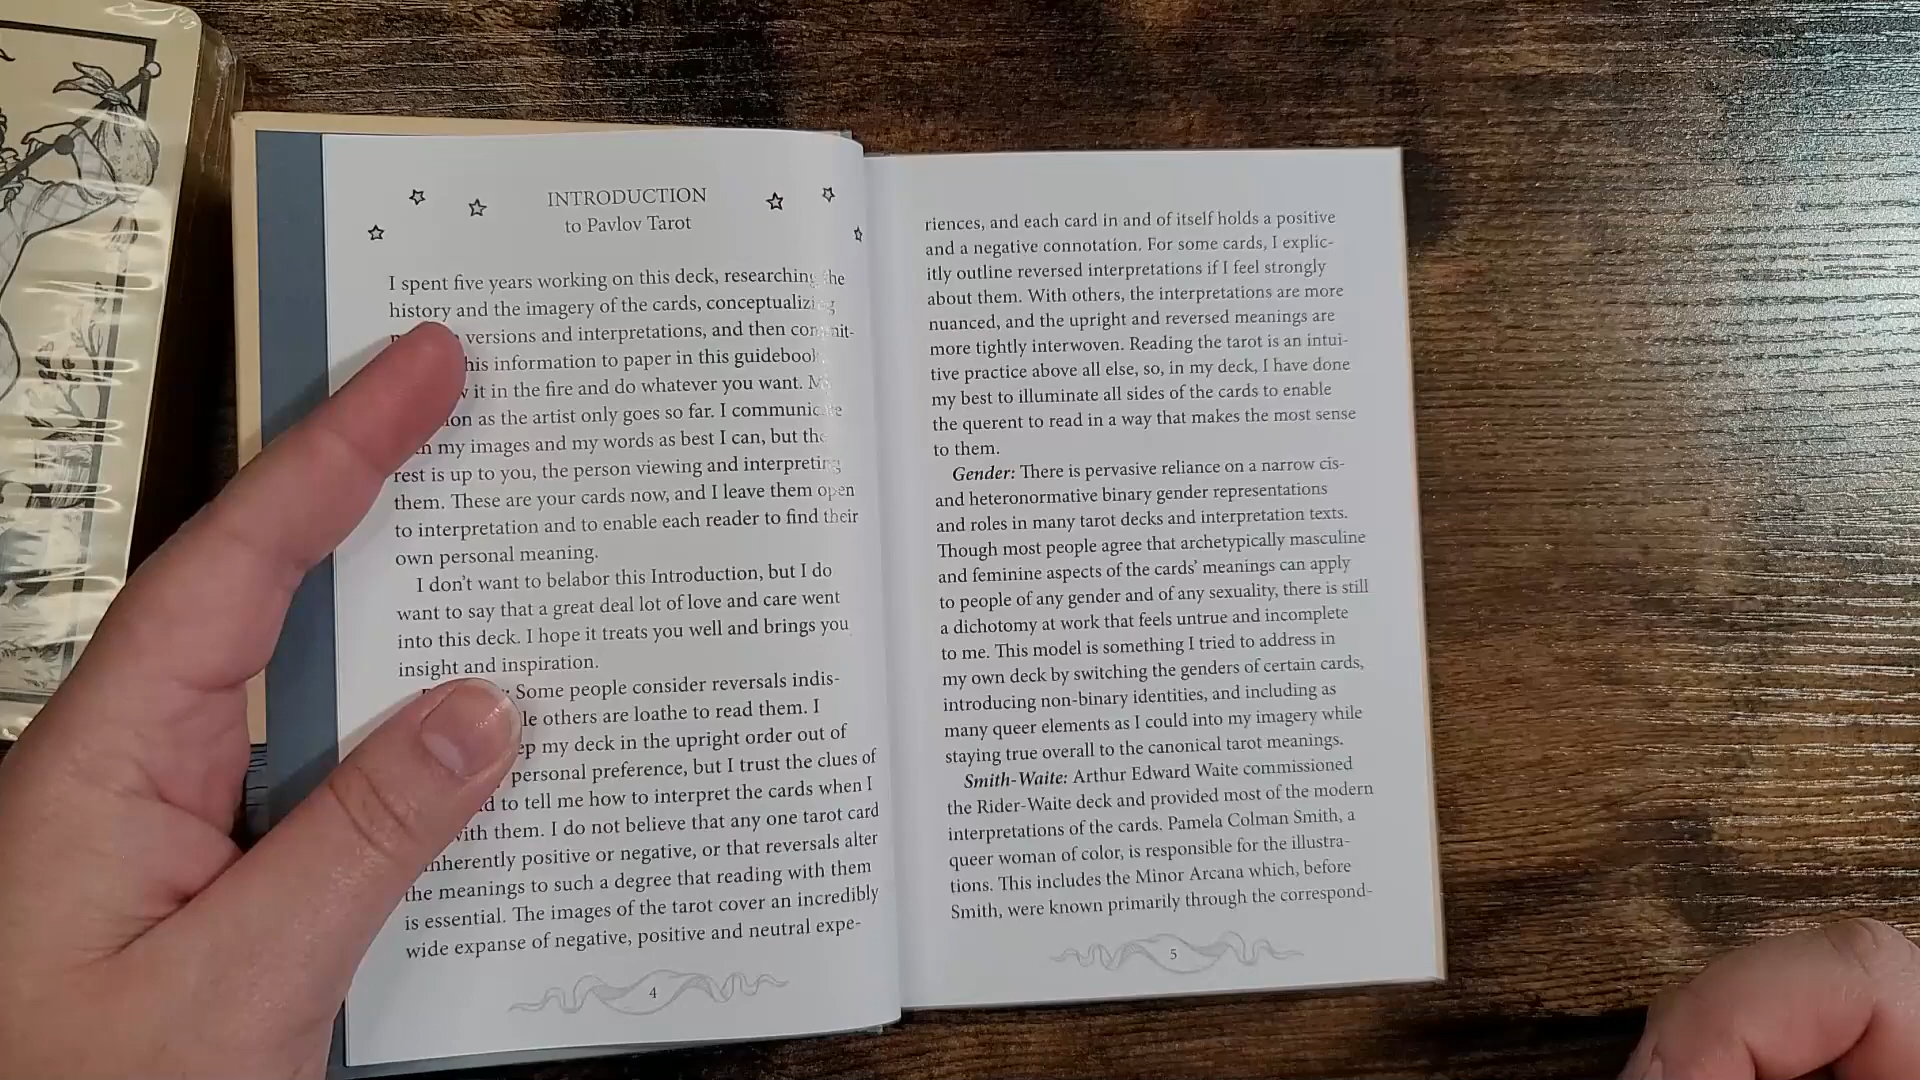 INTRODUCTION
to Pavlov Tarot
I spent five years working on this deck, researching the
history and the imagery of the cards, conceptualizing
versions and interpretations, and then
his information to paper in this guidebook
it in the fire and do whatever you want.
as the artist only goes so far. I communicate
my images and my words as best I can, but the
rest is up to you, the person viewing and interpreting
them. These are your cards now, and I leave them open
to interpretation and to enable each reader to find their
own personal meaning.
I don't want to belabor this Introduction, but I do
want to say that a great deal lot of love and care went
into this deck. I hope it treats you well and brings you
insight and inspiration.
Some people consider reversals indis-
others are loathe to read them. I
my deck in the upright order out of
personal preference, but I trust the clues of
to tell me how to interpret the cards when I
with them. I do not believe that any one tarot card
inherently positive or negative, or that reversals alter
the meanings to such a degree that reading with them
is essential. The images of the tarot cover an incredibly
wide expanse of negative, positive and neutral expe-
4
riences, and each card in and of itself holds a positive
and a negative connotation. For some cards, I explic-
itly outline reversed interpretations if I feel strongly
about them. With others, the interpretations are more
nuanced, and the upright and reversed meanings are
more tightly interwoven. Reading the tarot is an intui-
tive practice above all else, so, in my deck, I have done
my best to illuminate all sides of the cards to enable
the querent to read in a way that makes the most sense
to them.
Gender: There is pervasive reliance on a narrow cis-
and heteronormative binary gender representations
and roles in many tarot decks and interpretation texts.
Though most people agree that archetypically masculine
and feminine aspects of the cards' meanings can apply
to people of any gender and of any sexuality, there is still
a dichotomy at work that feels untrue and incomplete
to me. This model is something I tried to address in
my own deck by switching the genders of certain cards,
introducing non-binary identities, and including as
many queer elements as I could into my imagery while
staying true overall to the canonical tarot meanings.
Smith-Waite: Arthur Edward Waite commissioned
the Rider-Waite deck and provided most of the modern
interpretations of the cards. Pamela Colman Smith, a
queer woman of color, is responsible for the illustra-
tions. This includes the Minor Arcana which, before
Smith, were known primarily through the correspond-
5